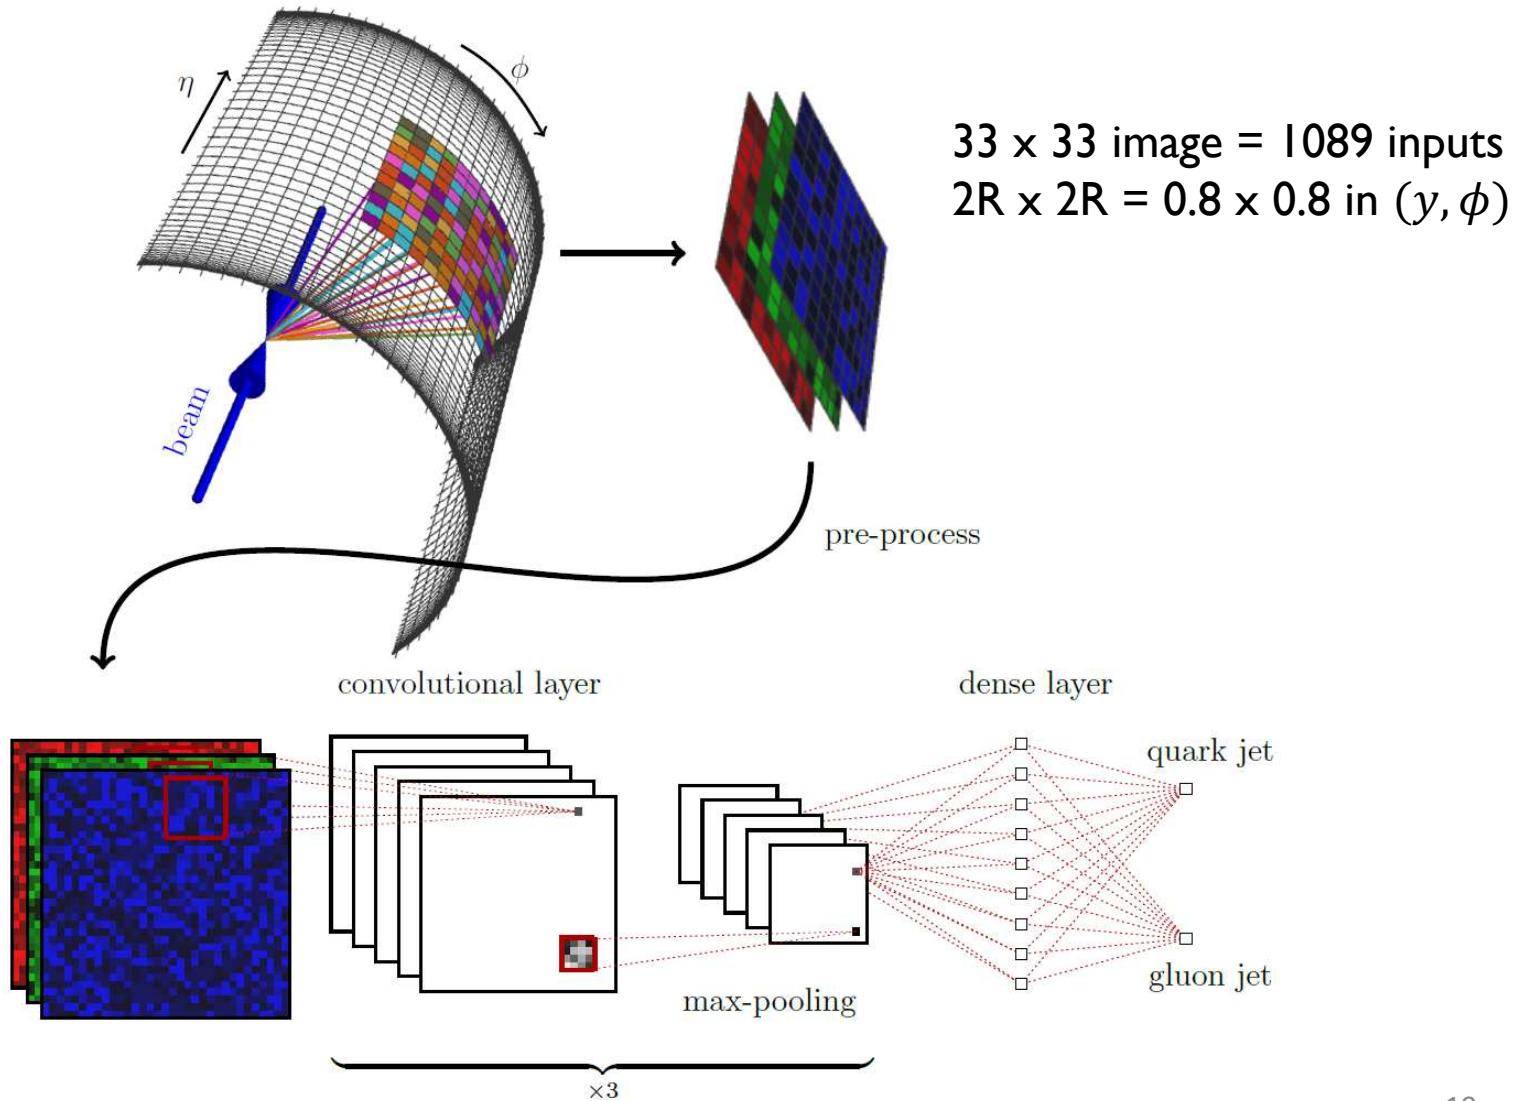 η
ϕ
33 x 33 image = 1089 inputs
2R x 2R = 0.8 x 0.8 in (y, ϕ)
beam
pre-process
convolutional layer
dense layer
quark jet
gluon jet
max-pooling
×3